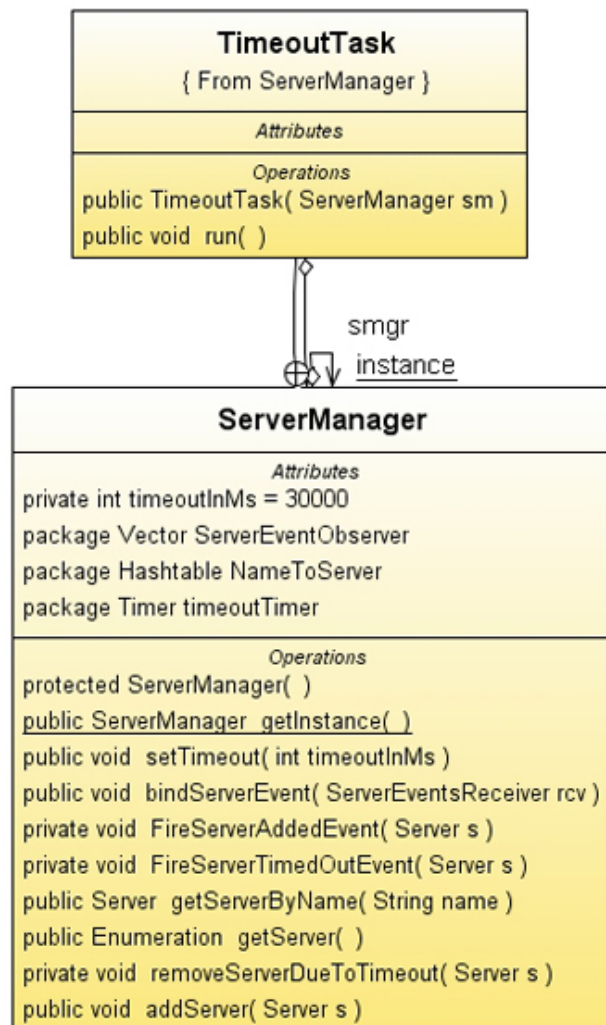 TimeoutTask
{ From ServerManager }
Attributes
Operations
public TimeoutTask( ServerManager sm )
public void run( )
smgr
instance
ServerManager
Attributes
private int timeoutInMs = 30000
package Vector ServerEventObserver
package Hashtable NameToServer
package Timer timeoutTimer
Operations
protected ServerManager( )
public ServerManager getInstance( )
public void setTimeout( int timeoutInMs )
public void bindServerEvent( ServerEventsReceiver rcv )
private void FireServerAddedEvent( Server s )
private void FireServerTimedOutEvent( Server s )
public Server getServerByName( String name )
public Enumeration getServer( )
private void removeServerDueToTimeout( Server s )
public void addServer( Server s )